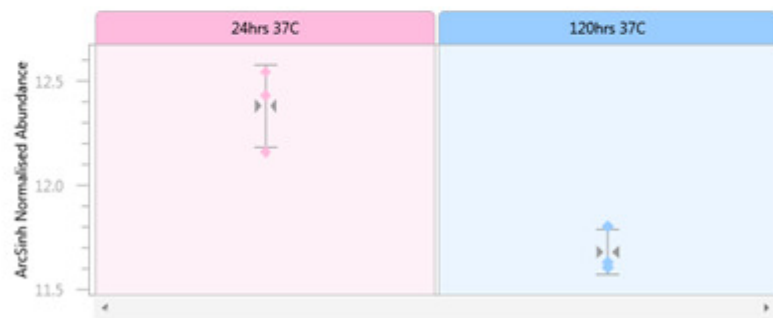 24hrs 37C
120hrs 37C
ArcSinh Normalised Abundance
12.5
12.0
11.5